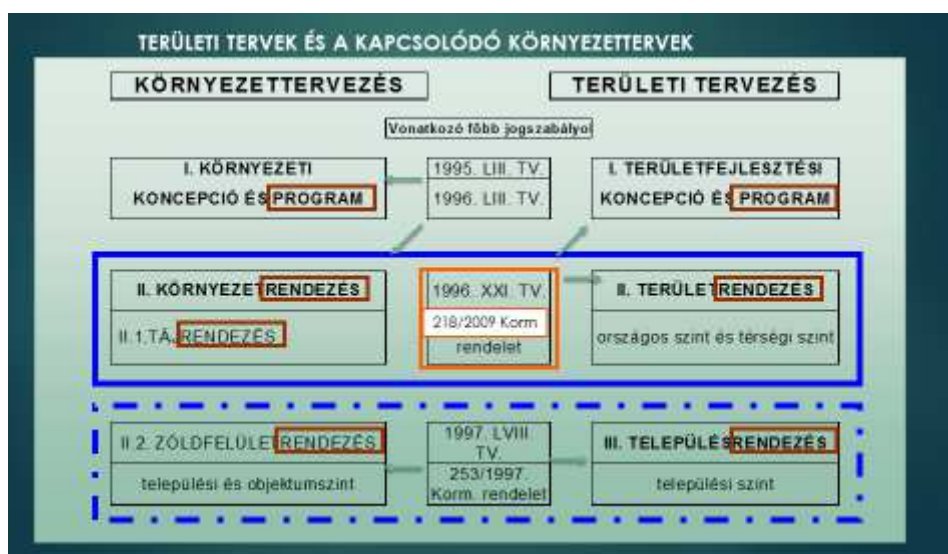 TERÜLETI TERVEK ÉS A KAPCSOLÓDÓ KÖRNYEZETTERVEK
KÖRNYEZETTERVEZÉS
TERÜLETI TERVEZÉS
Vonatkozó főbb jogszabályol
I. KÖRNYEZETI
KONCEPCIÓ ÉS PROGRAM
1995. LIII. TV.
1996. LIII. TV.
I. TERÜLETFEJLESZTÉSI
KONCEPCIÓ ÉS PROGRAM
II. KÖRNYEZETRENDEZÉS
II.1.TÁJRENDEZÉS
1996. XXI. TV.
218/2009 Korm
rendelet
II. TERÜLETRENDEZÉS
országos szint és térségi szint
II.2. ZÖLDFELÜLETRENDEZÉS
települési és objektumszint
1997. LVIII.
TV.
253/1997.
Korm. rendelet
III. TELEPÜLÉSRENDEZÉS
települési szint